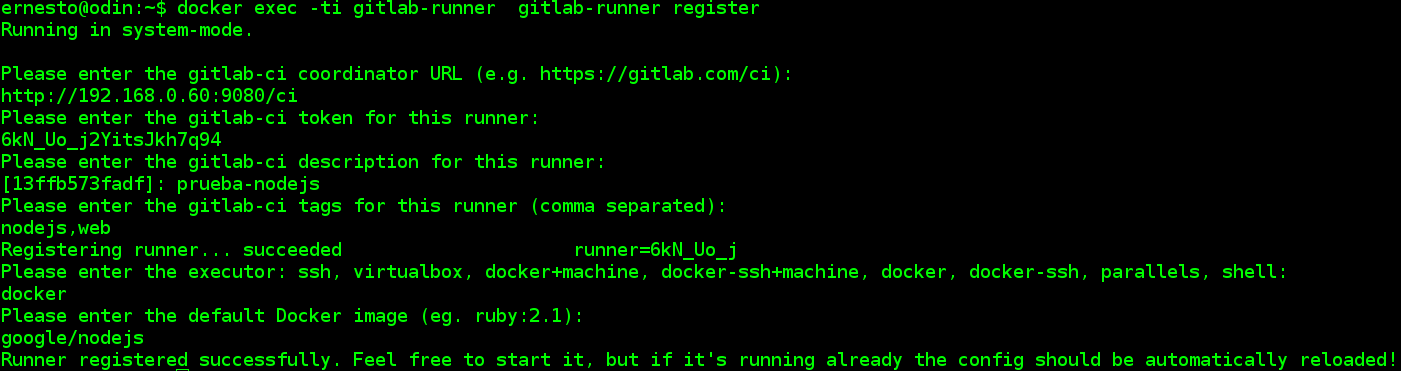 ernesto@odin:~$ docker exec -ti gitlab-runner  gitlab-runner register
Running in system-mode.
Please enter the gitlab-ci coordinator URL (e.g. https://gitlab.com/ci):
http://192.168.0.60:9080/ci
Please enter the gitlab-ci token for this runner:
6kN_Uo_j2YitsJkh7q94
Please enter the gitlab-ci description for this runner:
[13ffb573fadf]: prueba-nodejs
Please enter the gitlab-ci tags for this runner (comma separated):
nodejs,web
Registering runner... succeeded                     runner=6kN_Uo_j
Please enter the executor: ssh, virtualbox, docker+machine, docker-ssh+machine, docker, docker-ssh, parallels, shell:
docker
Please enter the default Docker image (eg. ruby:2.1):
google/nodejs
Runner registered successfully. Feel free to start it, but if it's running already the config should be automatically reloaded!